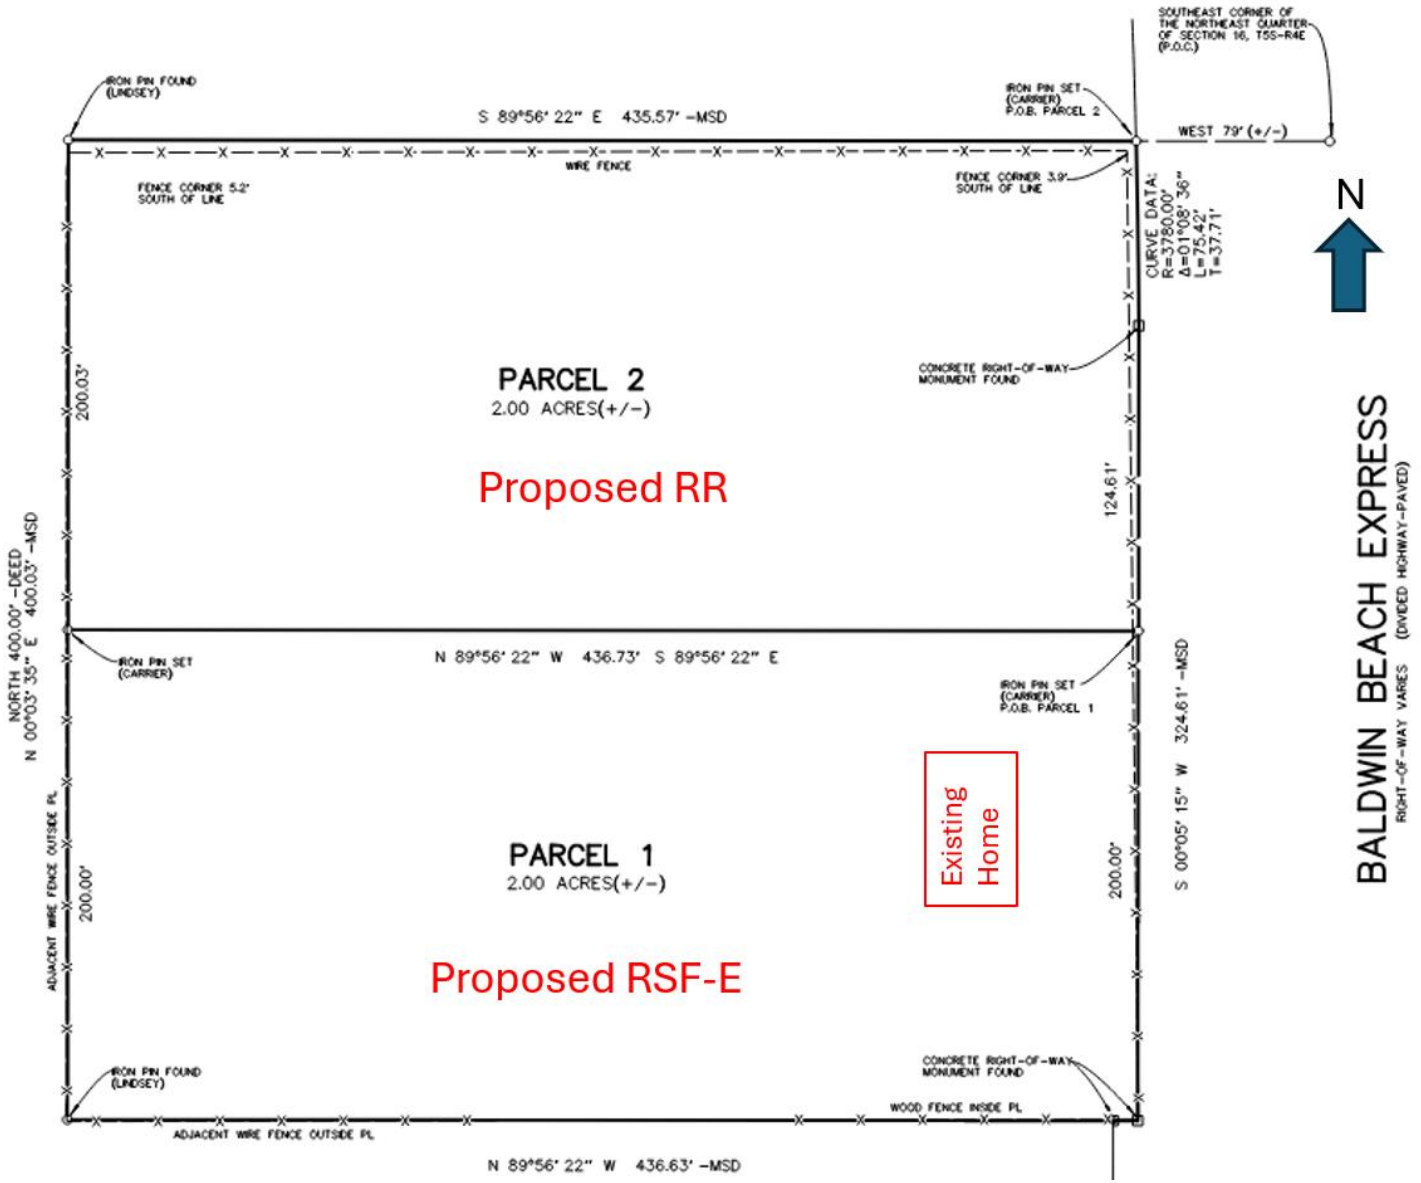 SOUTHEAST CORNER OF
THE NORTHEAST QUARTER
OF SECTION 16, T5S-R4E
(P.O.C.)
IRON PIN FOUND
(LINDSEY)
IRON PIN SET
(CARRIER)
P.O.B. PARCEL 2
S 89°56' 22" E 435.57' -MSD
WEST 79' (+/-)
WIRE FENCE
FENCE CORNER 5.2'
SOUTH OF LINE
FENCE CORNER 3.9'
SOUTH OF LINE
CURVE DATA:
R=3780.00'
Δ=01°08' 36"
L=75.42'
T=37.71'
N
CONCRETE RIGHT-OF-WAY
MONUMENT FOUND
200.03'
PARCEL 2
2.00 ACRES(+/-)
Proposed RR
124.61'
NORTH 400.00' -DEED
N 00°03' 35" E 400.03' -MSD
BALDWIN BEACH EXPRESS
RIGHT-OF-WAY VARIES (DIVIDED HIGHWAY-PAVED)
IRON PIN SET
(CARRIER)
N 89°56' 22" W 436.73' S 89°56' 22" E
IRON PIN SET
(CARRIER)
P.O.B. PARCEL 1
S 00°05' 15" W 324.61' -MSD
Existing
Home
ADJACENT WIRE FENCE OUTSIDE PL
200.00'
PARCEL 1
2.00 ACRES(+/-)
200.00'
Proposed RSF-E
IRON PIN FOUND
(LINDSEY)
CONCRETE RIGHT-OF-WAY
MONUMENT FOUND
WOOD FENCE INSIDE PL
ADJACENT WIRE FENCE OUTSIDE PL
N 89°56' 22" W 436.63' -MSD